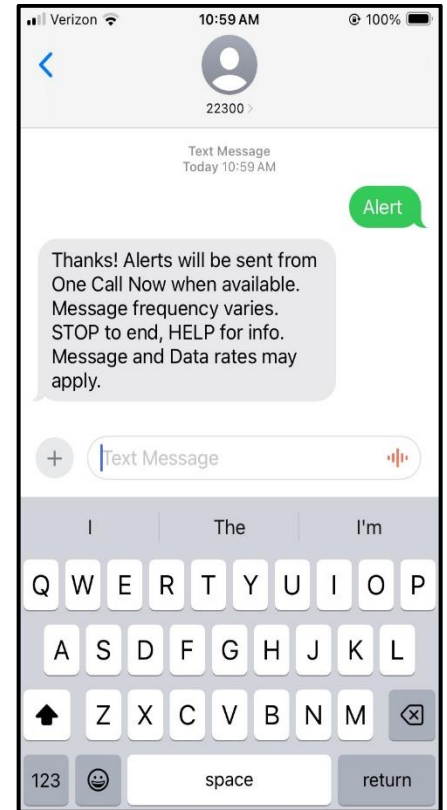 Verizon 10:59 AM 100%
22300
Text Message
Today 10:59 AM
Alert
Thanks! Alerts will be sent from
One Call Now when available.
Message frequency varies.
STOP to end, HELP for info.
Message and Data rates may
apply.
+ Text Message
I The I'm
Q W E R T Y U I O P
A S D F G H J K L
Z X C V B N M
123 space return